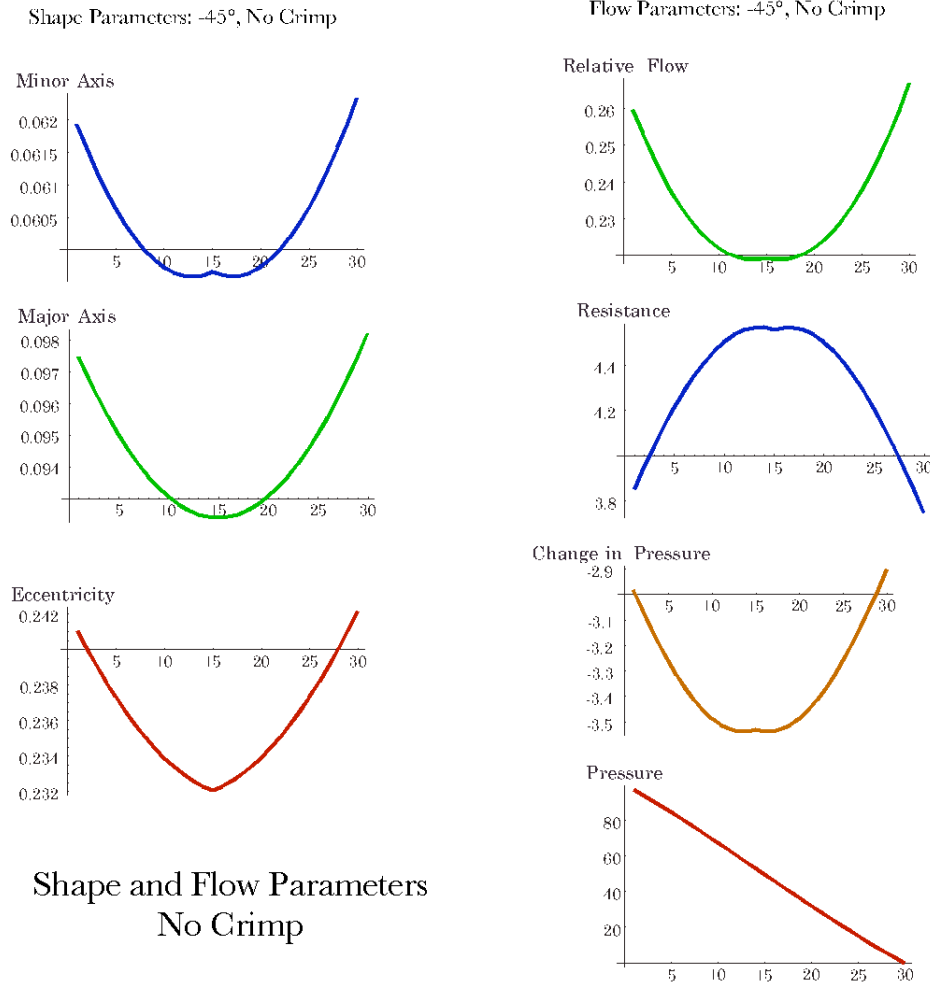 Shape Parameters: -45°, No Crimp
Minor Axis
0.062
0.0615
0.061
0.0605
5 10 15 20 25 30
Major Axis
0.098
0.097
0.096
0.095
0.094
5 10 15 20 25 30
Eccentricity
0.242
5 10 15 20 25 30
0.238
0.236
0.234
0.232
Shape and Flow Parameters
No Crimp
Flow Parameters: -45°, No Crimp
Relative Flow
0.26
0.25
0.24
0.23
5 10 15 20 25 30
Resistance
4.4
4.2
5 10 15 20 25 30
3.8
Change in Pressure
-2.9
5 10 15 20 25 30
-3.1
-3.2
-3.3
-3.4
-3.5
Pressure
80
60
40
20
5 10 15 20 25 30